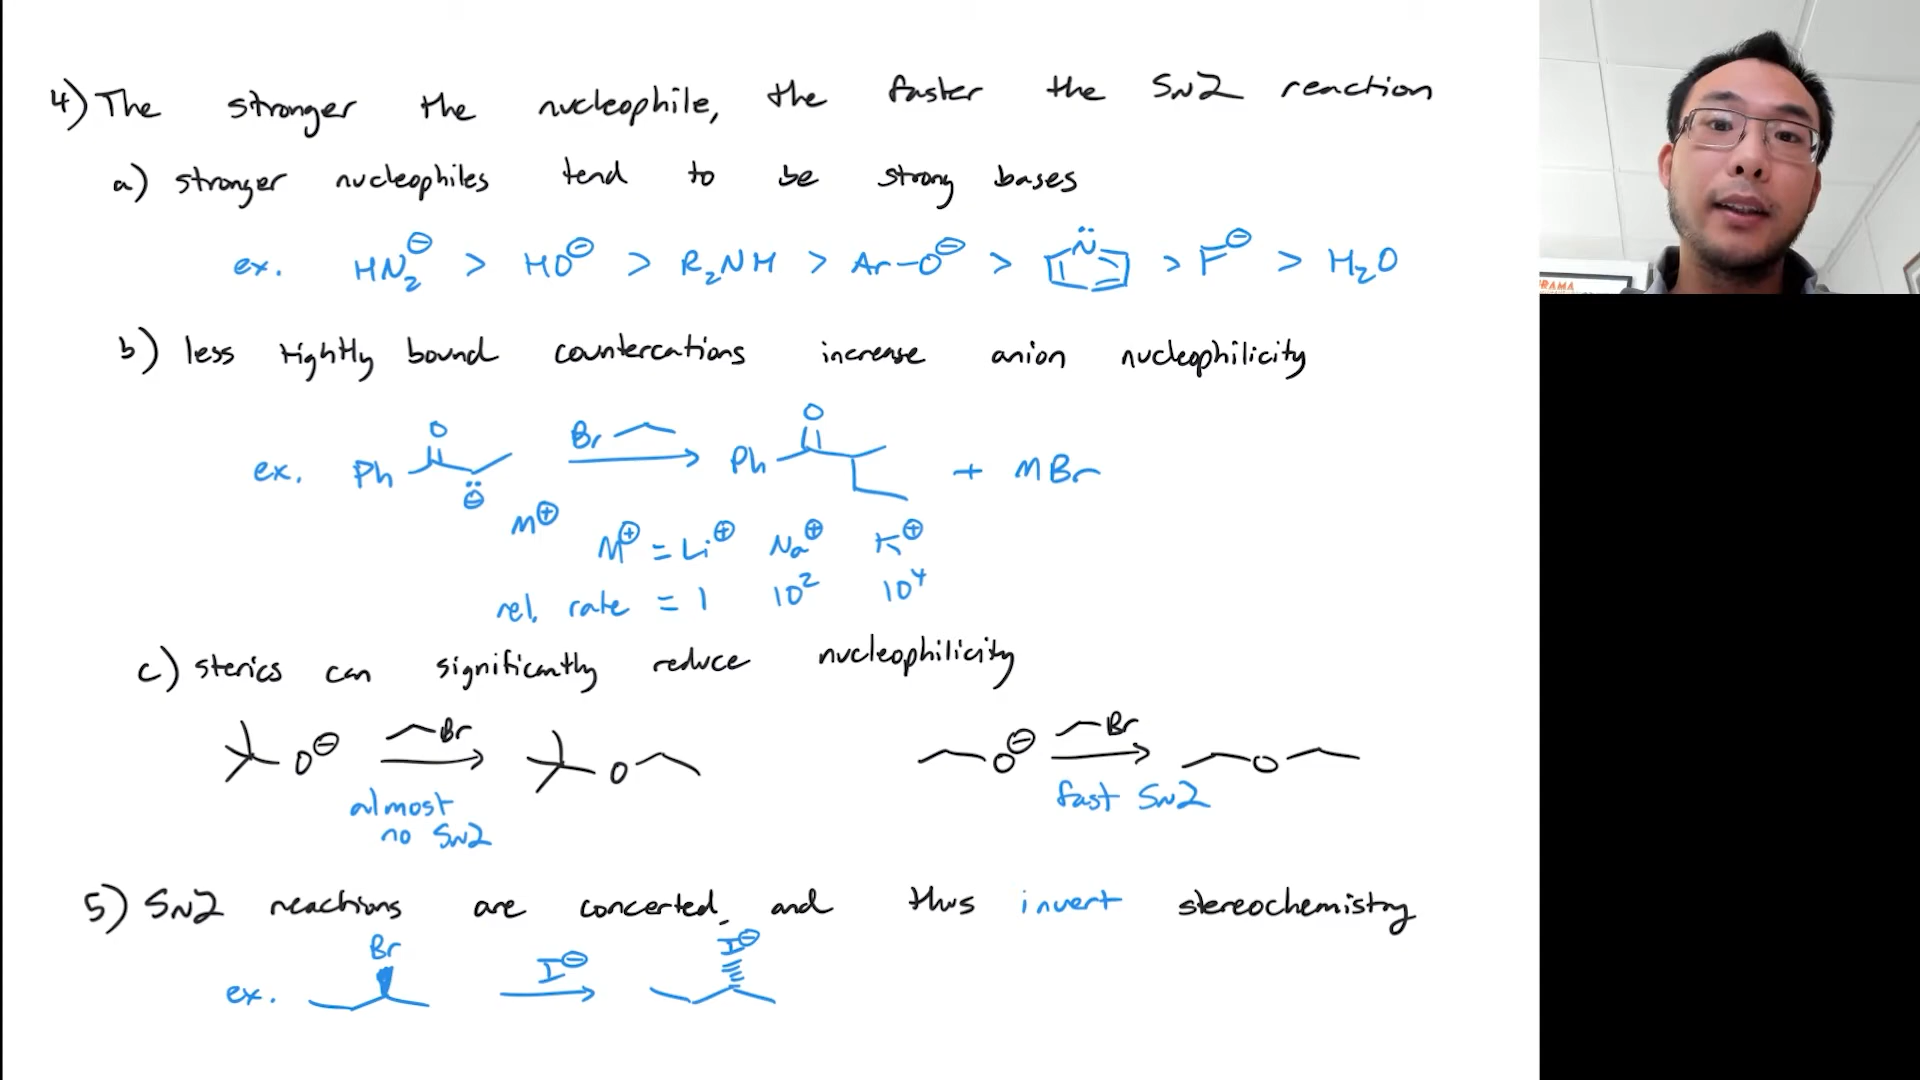 4) The stronger the nucleophile, the faster the SN2 reaction
a) stronger nucleophiles tend to be strong bases
ex. HN₂⊖ > HO⊖ > R₂NH > Ar-O⊖ > N̈ > F⊖ > H₂O
b) less tightly bound countercations increase anion nucleophilicity
O Br O
ex. Ph ⊖ M⊕ Ph + MBr
M⊕ = Li⊕ Na⊕ K⊕
rel. rate = 1 10² 10⁴
c) sterics can significantly reduce nucleophilicity
O⊖ Br O O⊖ Br O
almost no SN2 fast SN2
5) SN2 reactions are concerted, and thus invert stereochemistry
Br I⊖ I⊖
ex.
RAMA